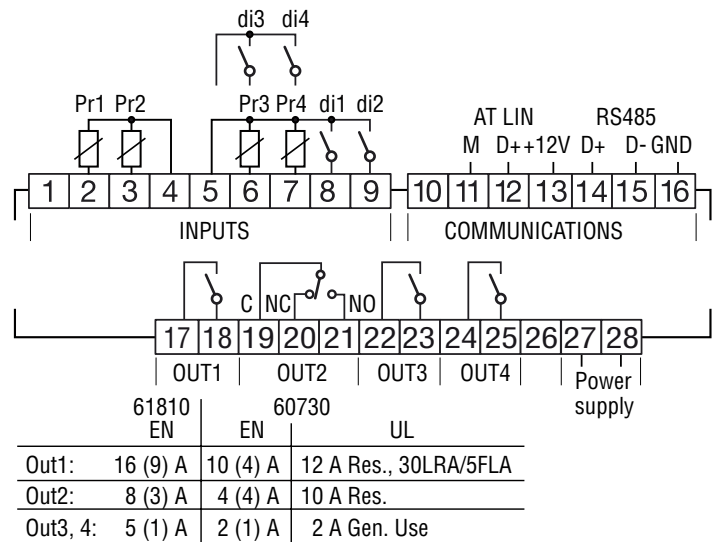 di3 di4
Pr1 Pr2 Pr3 Pr4 di1 di2
AT LIN RS485
M D+ +12V D+ D- GND
1 2 3 4 5 6 7 8 9 10 11 12 13 14 15 16
INPUTS COMMUNICATIONS
C NC NO
17 18 19 20 21 22 23 24 25 26 27 28
OUT1 OUT2 OUT3 OUT4 Power
supply
61810 60730
EN EN UL
Out1: 16 (9) A 10 (4) A 12 A Res., 30LRA/5FLA
Out2: 8 (3) A 4 (4) A 10 A Res.
Out3, 4: 5 (1) A 2 (1) A 2 A Gen. Use